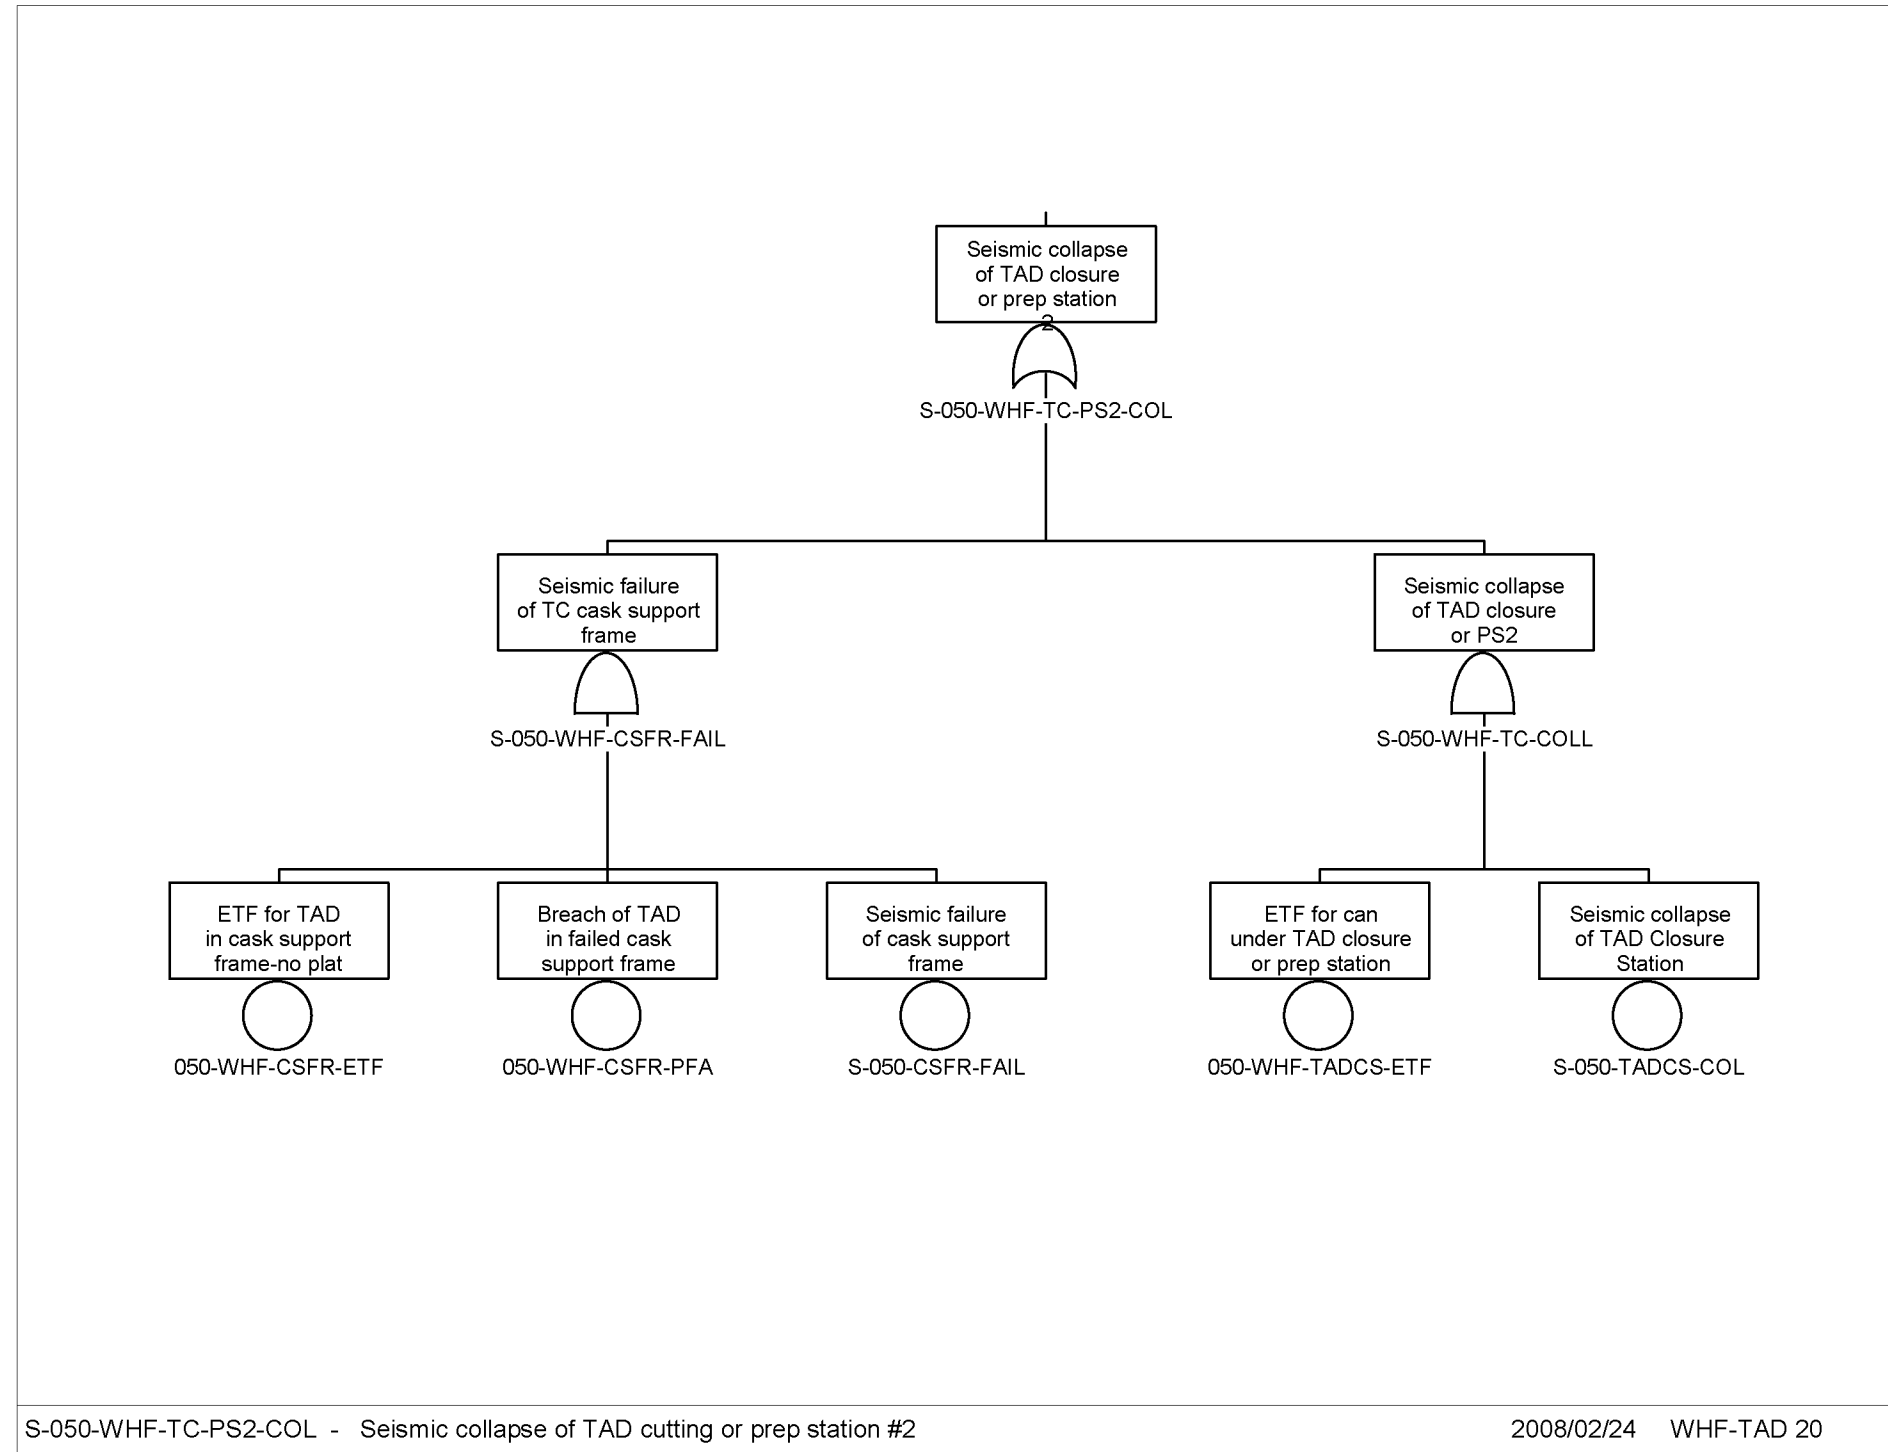 Seismic collapse
of TAD closure
or prep station
2
S-050-WHF-TC-PS2-COL
Seismic failure
of TC cask support
frame
S-050-WHF-CSFR-FAIL
Seismic collapse
of TAD closure
or PS2
S-050-WHF-TC-COLL
ETF for TAD
in cask support
frame-no plat
050-WHF-CSFR-ETF
Breach of TAD
in failed cask
support frame
050-WHF-CSFR-PFA
Seismic failure
of cask support
frame
S-050-CSFR-FAIL
ETF for can
under TAD closure
or prep station
050-WHF-TADCS-ETF
Seismic collapse
of TAD Closure
Station
S-050-TADCS-COL
S-050-WHF-TC-PS2-COL - Seismic collapse of TAD cutting or prep station #2
2008/02/24 WHF-TAD 20